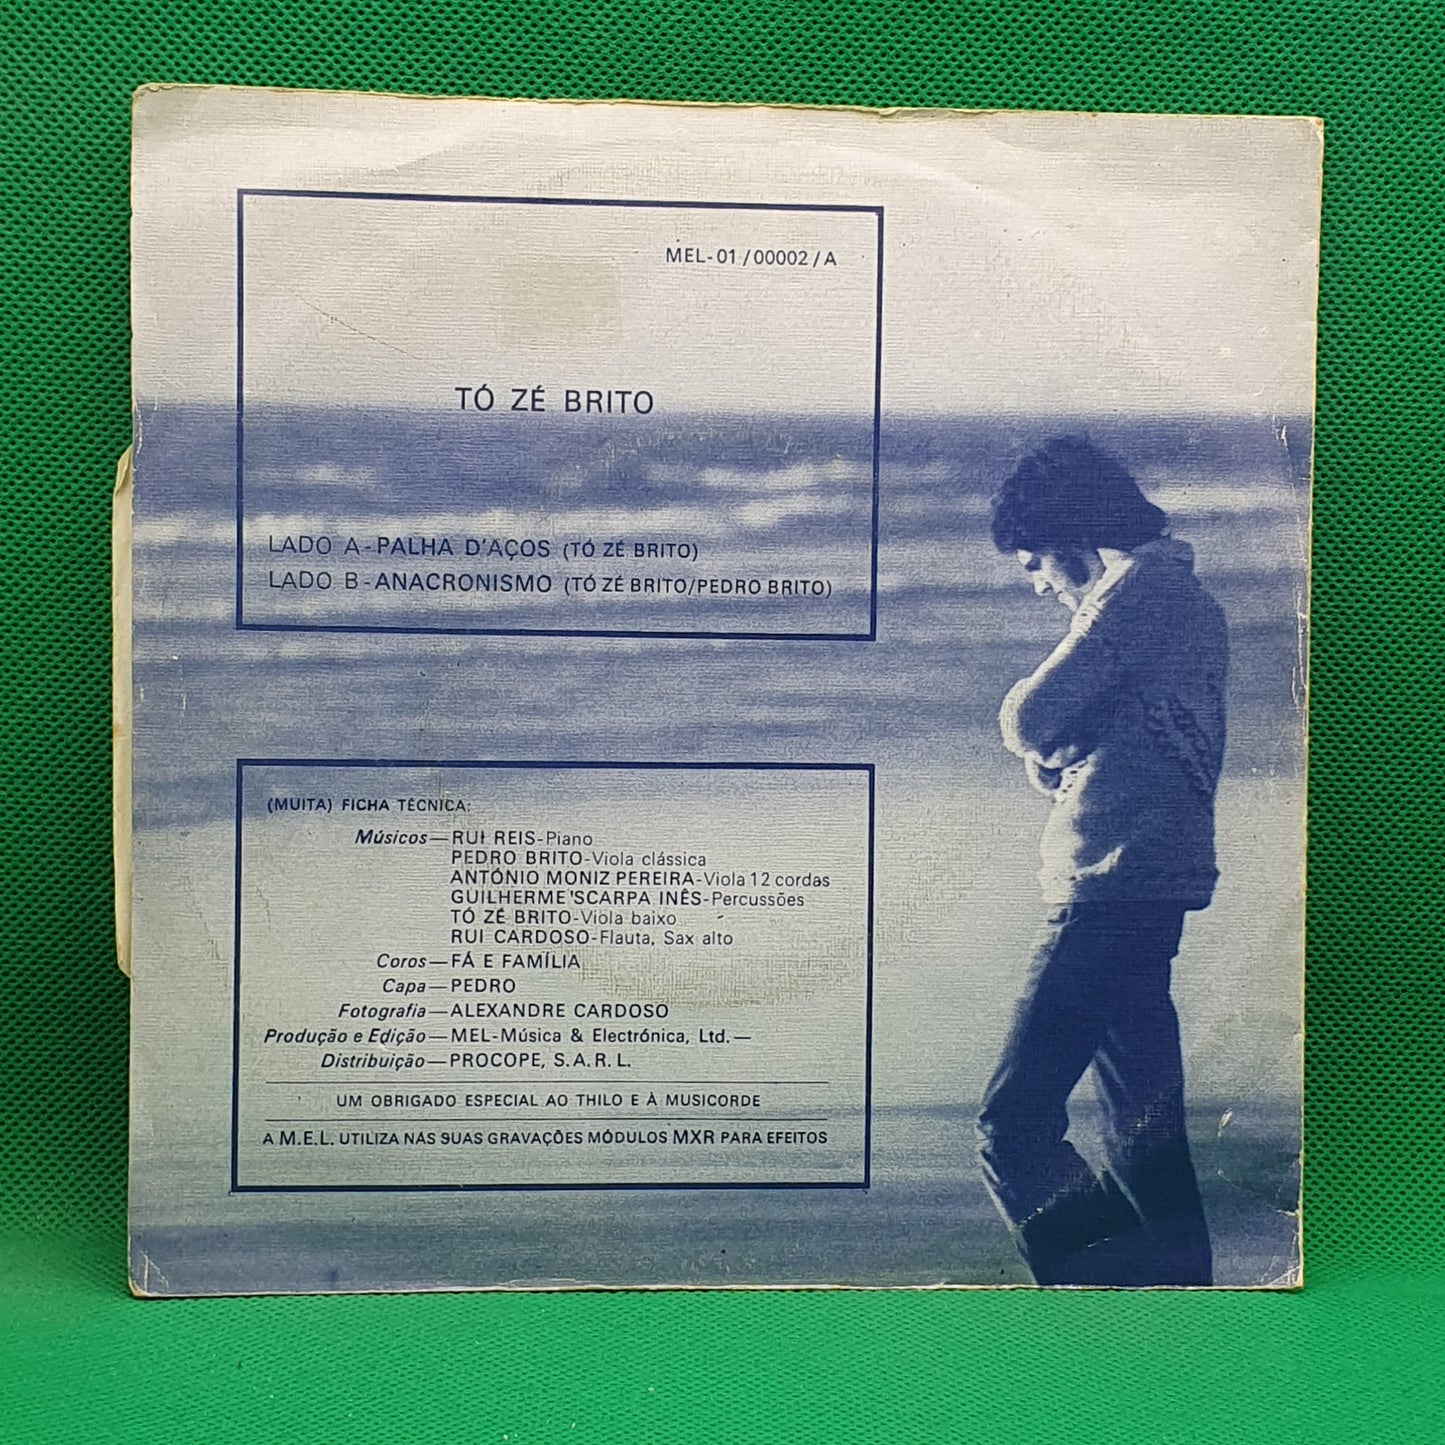 MEL-01/00002/A
TÓ ZÉ BRITO
LADO A-PALHA D'AÇOS (TÓ ZÉ BRITO)
LADO B-ANACRONISMO (TÓ ZÉ BRITO/PEDRO BRITO)
(MUITA) FICHA TÉCNICA:
Músicos—RUI REIS-Piano
PEDRO BRITO-Viola clássica
ANTÓNIO MONIZ PEREIRA-Viola 12 cordas
GUILHERME SCARPA INÊS-Percussões
TÓ ZÉ BRITO-Viola baixo
RUI CARDOSO-Flauta, Sax alto
Coros—FÁ E FAMÍLIA
Capa—PEDRO
Fotografia—ALEXANDRE CARDOSO
Produção e Edição—MEL-Música & Electrónica, Ltd.—
Distribuição—PROCOPE, S.A.R.L.
UM OBRIGADO ESPECIAL AO THILO E À MUSICORDE
A M.E.L. UTILIZA NAS SUAS GRAVAÇÕES MÓDULOS MXR PARA EFEITOS